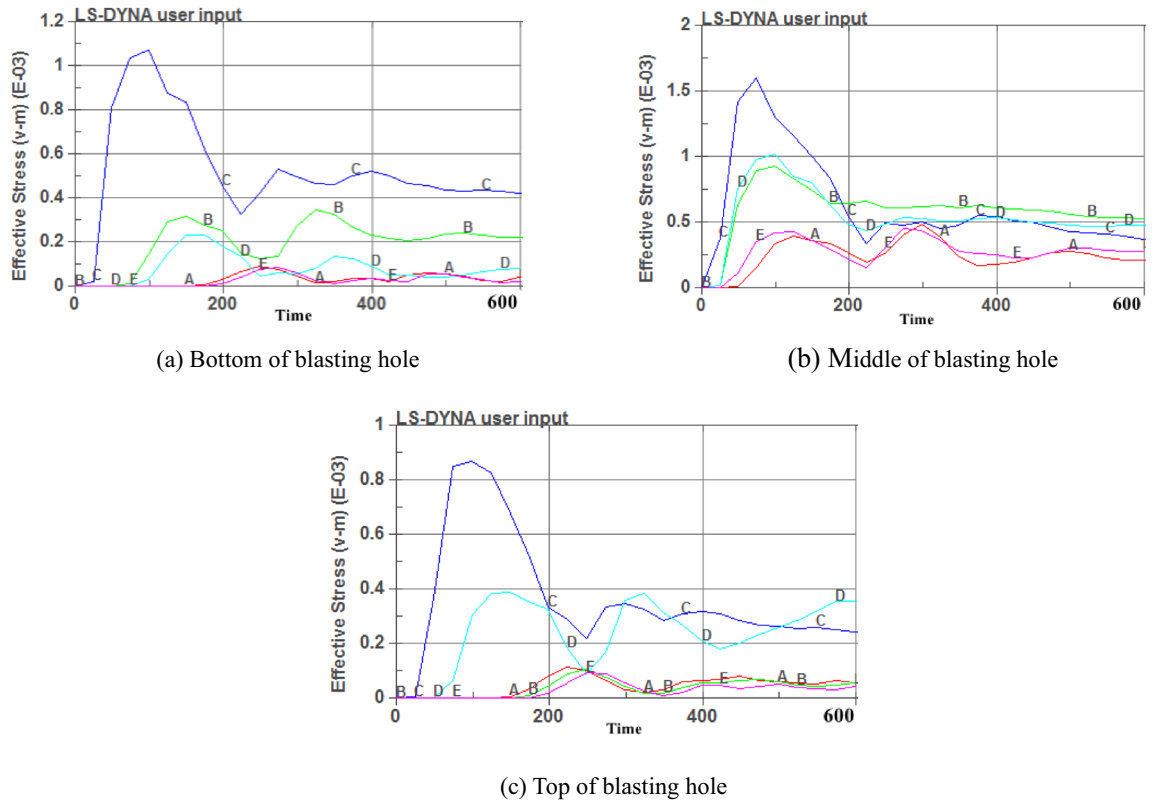 LS-DYNA user input
1.2
1
0.8
0.6
0.4
0.2
0
Effective Stress (v-m) (E-03)
B C D E A C B D E A B C D E A B C D
0 200 400 600
Time
(a) Bottom of blasting hole
LS-DYNA user input
2
1.5
1
0.5
0
Effective Stress (v-m) (E-03)
B C D E A B C D E A B C D E A B C D
0 200 400 600
Time
(b) Middle of blasting hole
LS-DYNA user input
1
0.8
0.6
0.4
0.2
0
Effective Stress (v-m) (E-03)
B C D E A B C D E A B C D E A B C D
0 200 400 600
Time
(c) Top of blasting hole